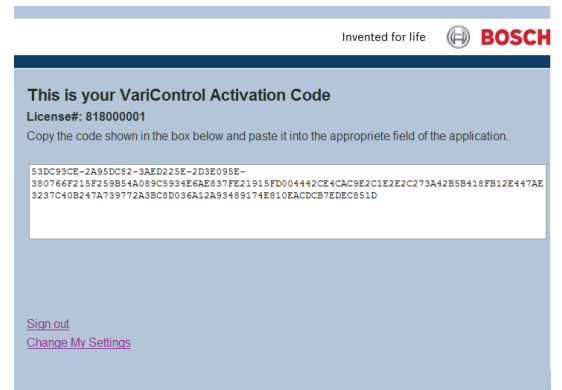 Invented for life BOSCH
This is your VariControl Activation Code
License#: 818000001
Copy the code shown in the box below and paste it into the appropriete field of the application.
53DC93CE-2A95DC82-3AED225E-2D3E095E-
380766F215F259B54A089C5934E6AE837FE21915FD004442CE4CAC9E2C1E2E2C273A42B5B418FB12E447AE
3237C40B247A739772A3BC8D036A12A93489174E810EACDCB7EDEC851D
Sign out
Change My Settings